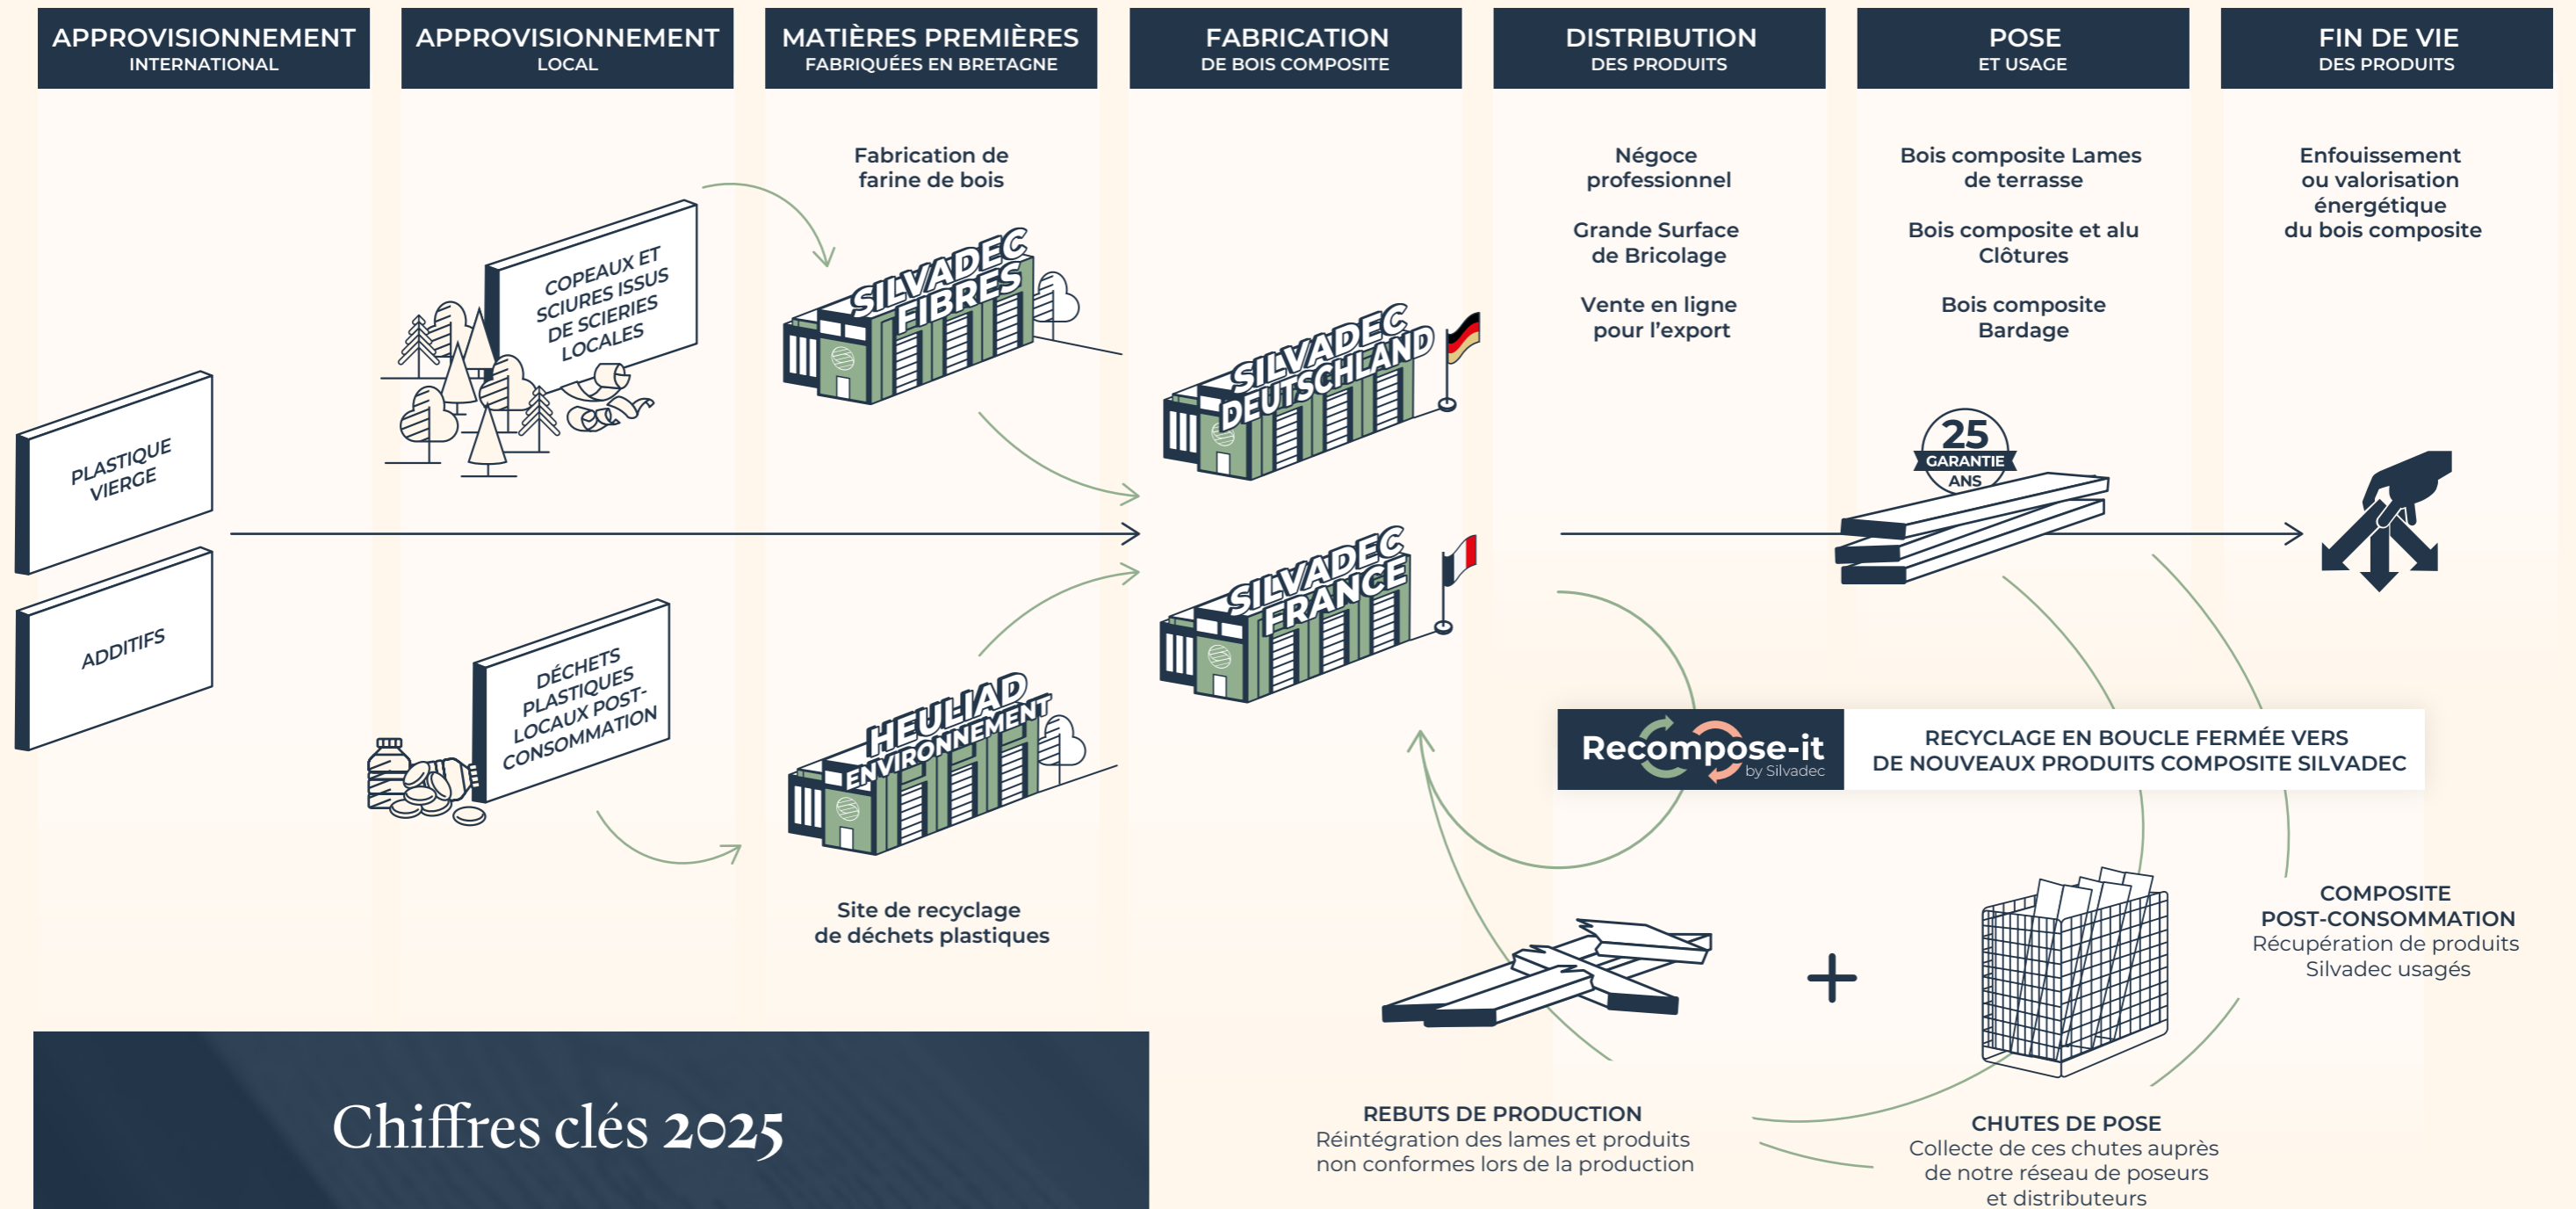 APPROVISIONNEMENT
INTERNATIONAL
APPROVISIONNEMENT
LOCAL
MATIÈRES PREMIÈRES
FABRIQUÉES EN BRETAGNE
FABRICATION
DE BOIS COMPOSITE
DISTRIBUTION
DES PRODUITS
POSE
ET USAGE
FIN DE VIE
DES PRODUITS
PLASTIQUE
VIERGE
ADDITIFS
COPEAUX ET
SCIURES ISSUS
DE SCIERIES
LOCALES
DÉCHETS
PLASTIQUES
LOCAUX POST-
CONSOMMATION
Fabrication de
farine de bois
SILVADEC
FIBRES
HEULIAD
ENVIRONNEMENT
Site de recyclage
de déchets plastiques
SILVADEC
DEUTSCHLAND
SILVADEC
FRANCE
Négoce
professionnel
Grande Surface
de Bricolage
Vente en ligne
pour l’export
Bois composite Lames
de terrasse
Bois composite et alu
Clôtures
Bois composite
Bardage
25
GARANTIE
ANS
Enfouissement
ou valorisation
énergétique
du bois composite
Recompose-it
by Silvadec
RECYCLAGE EN BOUCLE FERMÉE VERS
DE NOUVEAUX PRODUITS COMPOSITE SILVADEC
COMPOSITE
POST-CONSOMMATION
Récupération de produits
Silvadec usagés
+
REBUTS DE PRODUCTION
Réintégration des lames et produits
non conformes lors de la production
CHUTES DE POSE
Collecte de ces chutes auprès
de notre réseau de poseurs
et distributeurs
Chiffres clés 2025